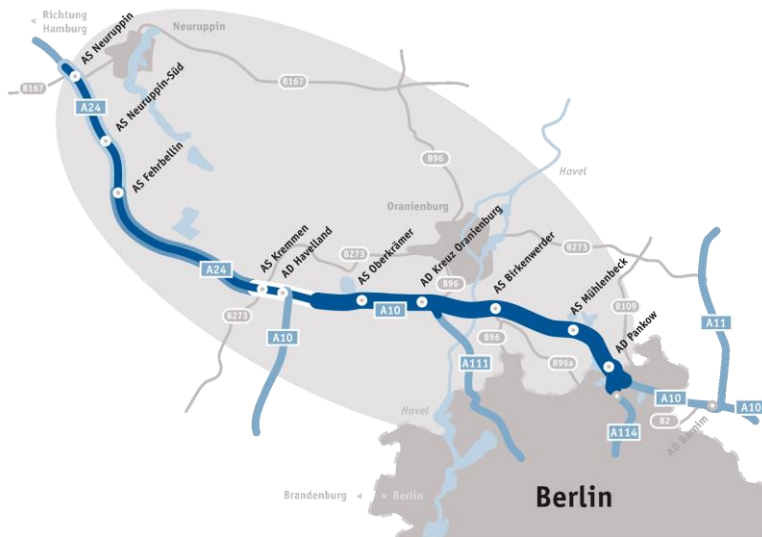 < Richtung
Hamburg
AS Neuruppin
Neuruppin
B167
B167
A24
AS Neuruppin-Süd
AS Fehrbellin
B96
Havel
Oranienburg
AS Kremmen
AD Havelland
AS Oberkrämer
AD Kreuz Oranienburg
AS Birkenwerder
AS Mühlenbeck
AD Pankow
B273
B273
A24
B96
B109
A10
B273
A10
B96
A11
A111
B96a
A10
A10
Havel
B2
A114
AD Barnim
Brandenburg < > Berlin
Berlin